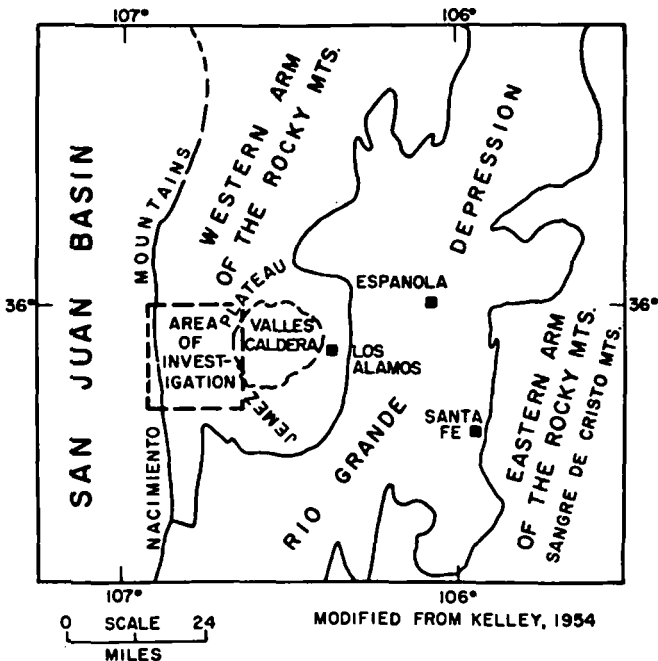 107°
106°
SAN JUAN BASIN
NACIMIENTO MOUNTAINS
WESTERN ARM
OF THE ROCKY MTS.
RIO GRANDE DEPRESSION
36°
36°
ESPANOLA
JEMEZ PLATEAU
AREA
OF
INVEST-
IGATION
VALLES
CALDERA
LOS
ALAMOS
SANTA
FE
EASTERN ARM
OF THE ROCKY MTS.
SANGRE DE CRISTO MTS.
107°
106°
0 SCALE 24
MILES
MODIFIED FROM KELLEY, 1954